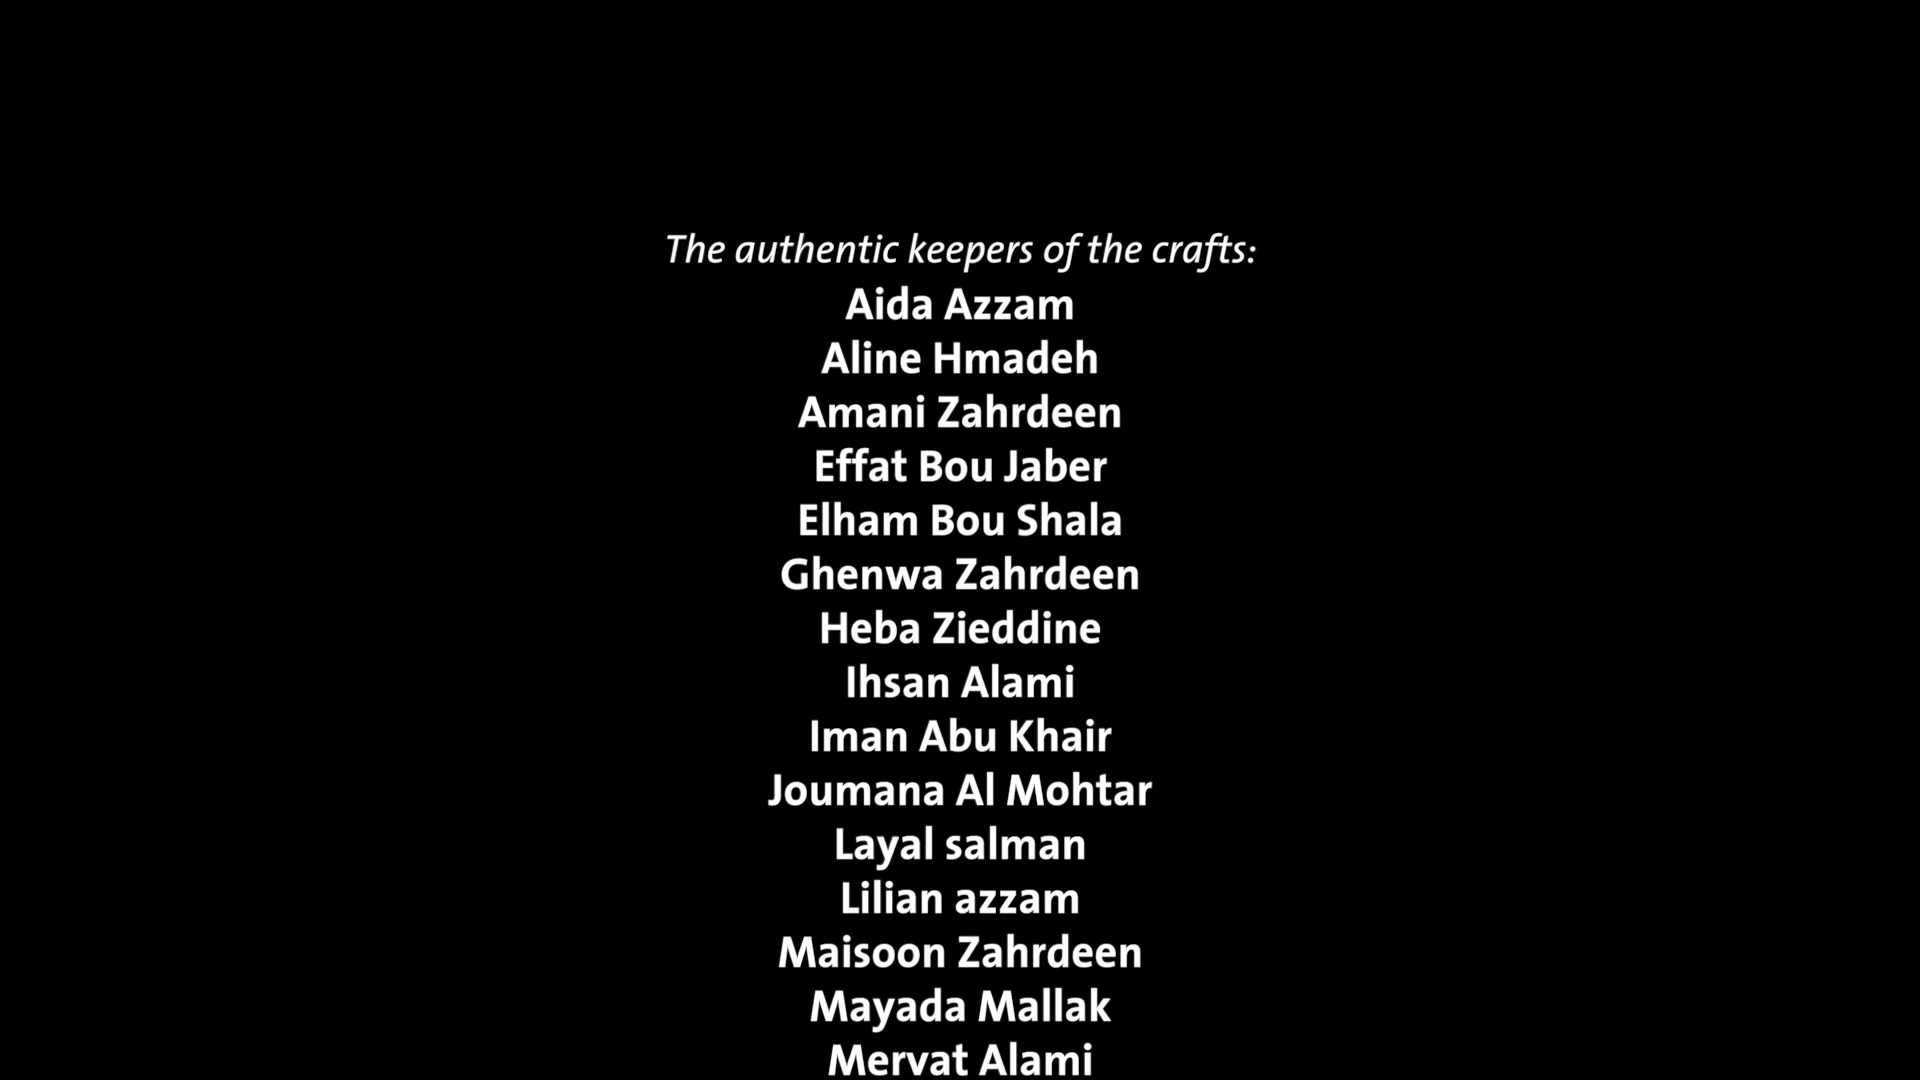 The authentic keepers of the crafts:
Aida Azzam
Aline Hmadeh
Amani Zahrdeen
Effat Bou Jaber
Elham Bou Shala
Ghenwa Zahrdeen
Heba Zieddine
Ihsan Alami
Iman Abu Khair
Joumana Al Mohtar
Layal salman
Lilian azzam
Maisoon Zahrdeen
Mayada Mallak
Mervat Alami